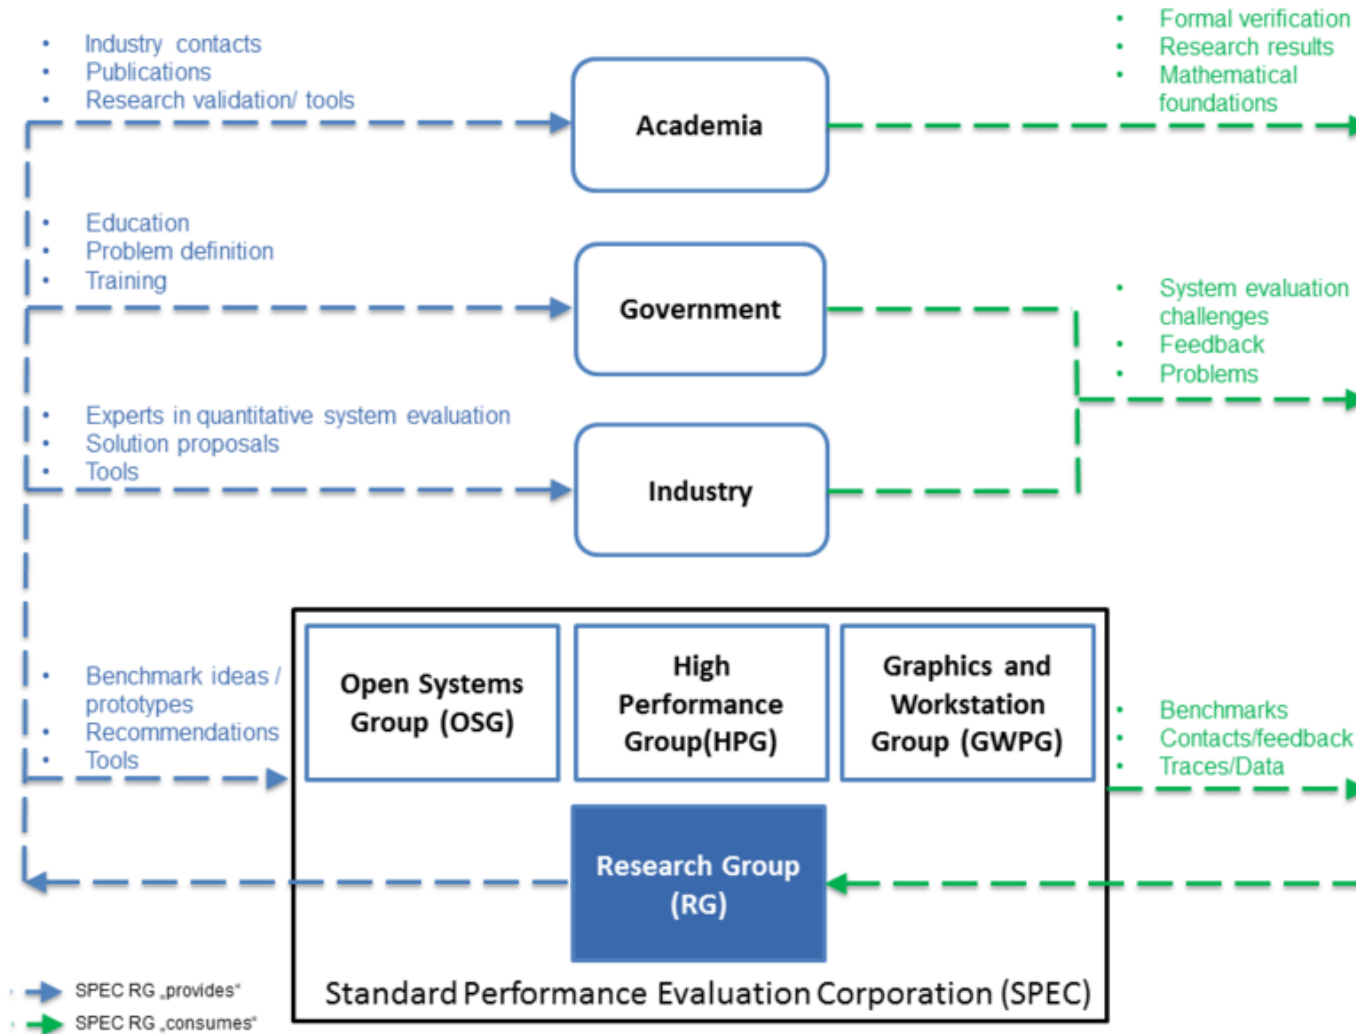 • Industry contacts
• Publications
• Research validation/ tools
Academia
• Formal verification
• Research results
• Mathematical
foundations
• Education
• Problem definition
• Training
Government
• System evaluation
challenges
• Feedback
• Problems
• Experts in quantitative system evaluation
• Solution proposals
• Tools
Industry
• Benchmark ideas /
prototypes
• Recommendations
• Tools
Open Systems
Group (OSG)
High
Performance
Group(HPG)
Graphics and
Workstation
Group (GWPG)
• Benchmarks
• Contacts/feedback
• Traces/Data
Research Group
(RG)
Standard Performance Evaluation Corporation (SPEC)
SPEC RG „provides“
SPEC RG „consumes“